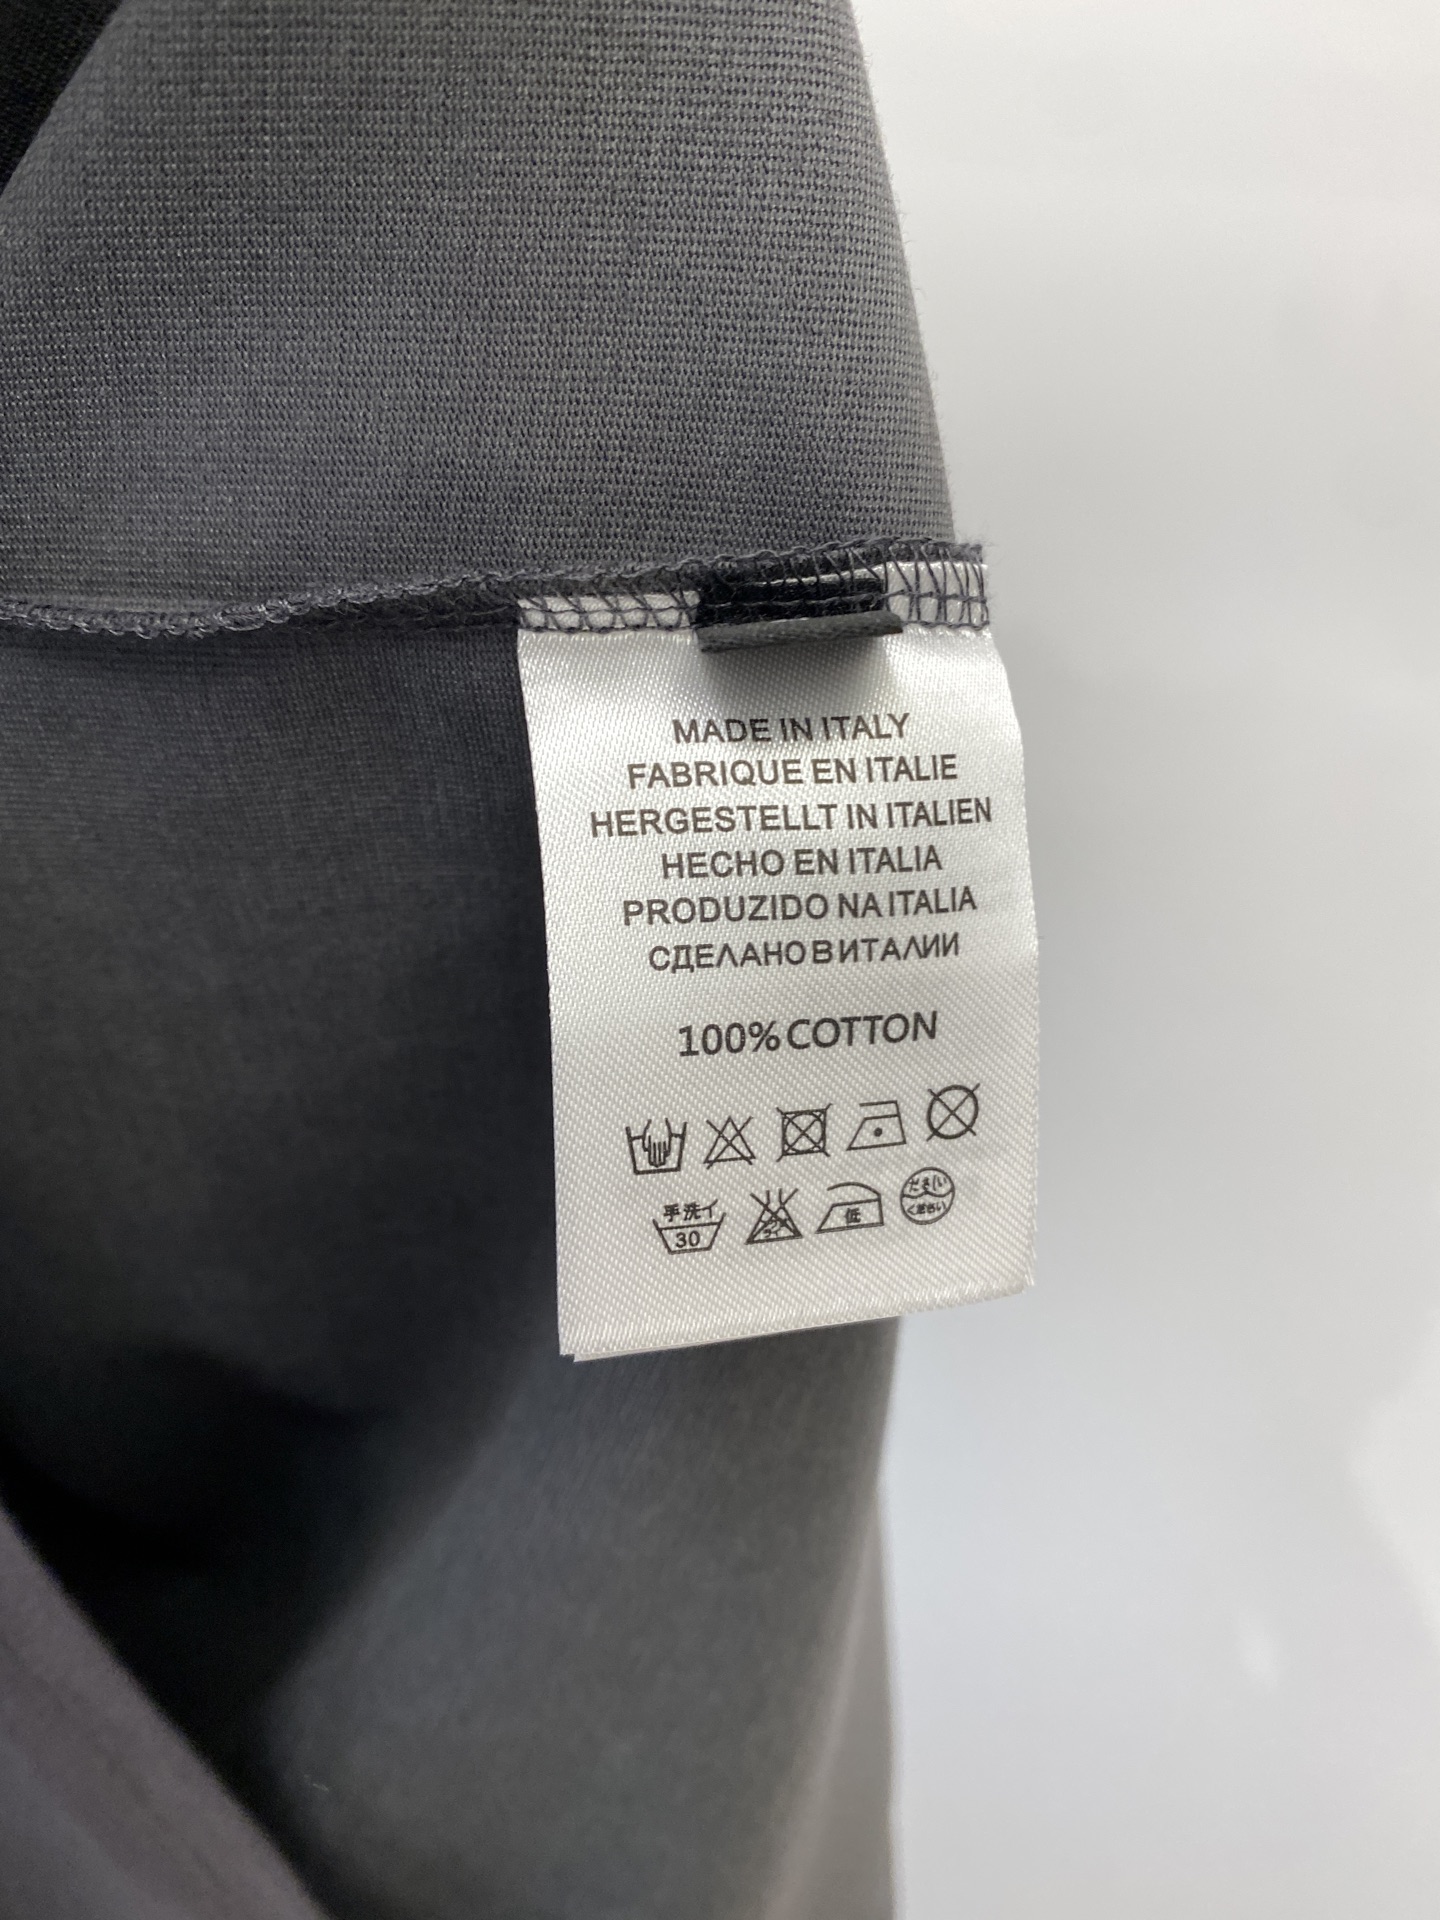 MADE IN ITALY
FABRIQUE EN ITALIE
HERGESTELLT IN ITALIEN
HECHO EN ITALIA
PRODUZIDO NA ITALIA
СДЕЛАНО В ИТАЛИИ
100% COTTON
手洗イ
30
低